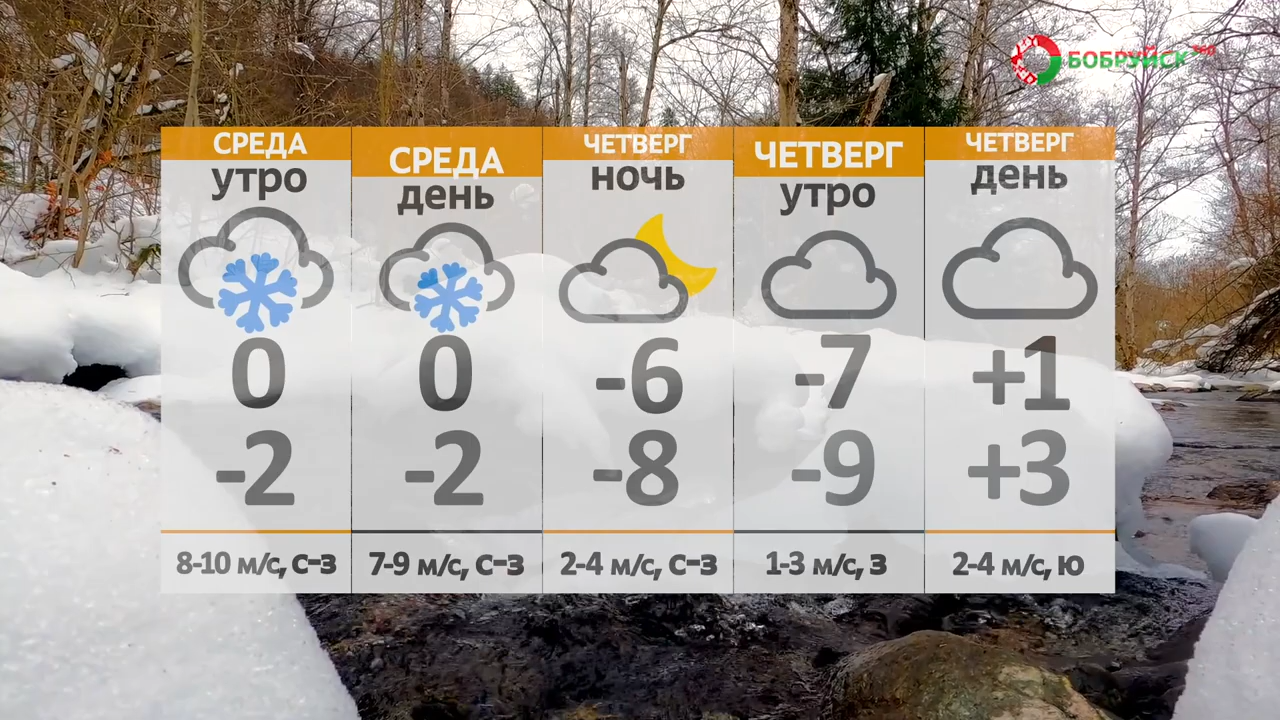 БОБРУЙСК 360
СРЕДА
утро
0
-2
8-10 м/с, с-з
СРЕДА
день
0
-2
7-9 м/с, с-з
ЧЕТВЕРГ
ночь
-6
-8
2-4 м/с, с-з
ЧЕТВЕРГ
утро
-7
-9
1-3 м/с, з
ЧЕТВЕРГ
день
+1
+3
2-4 м/с, ю